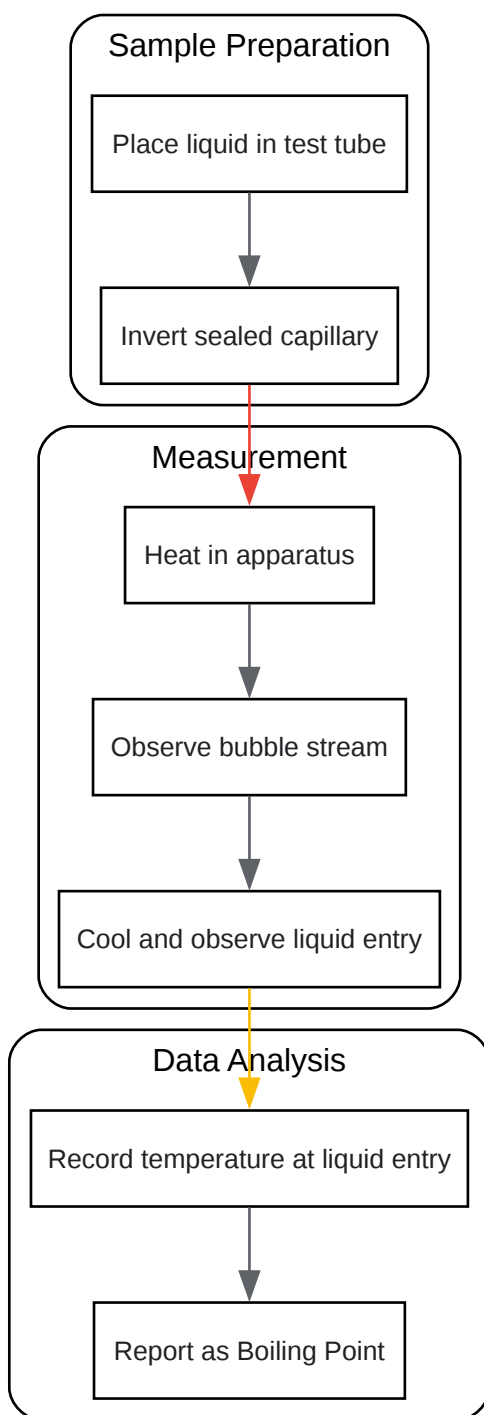 Sample Preparation
Place liquid in test tube
Invert sealed capillary
Measurement
Heat in apparatus
Observe bubble stream
Cool and observe liquid entry
Data Analysis
Record temperature at liquid entry
Report as Boiling Point